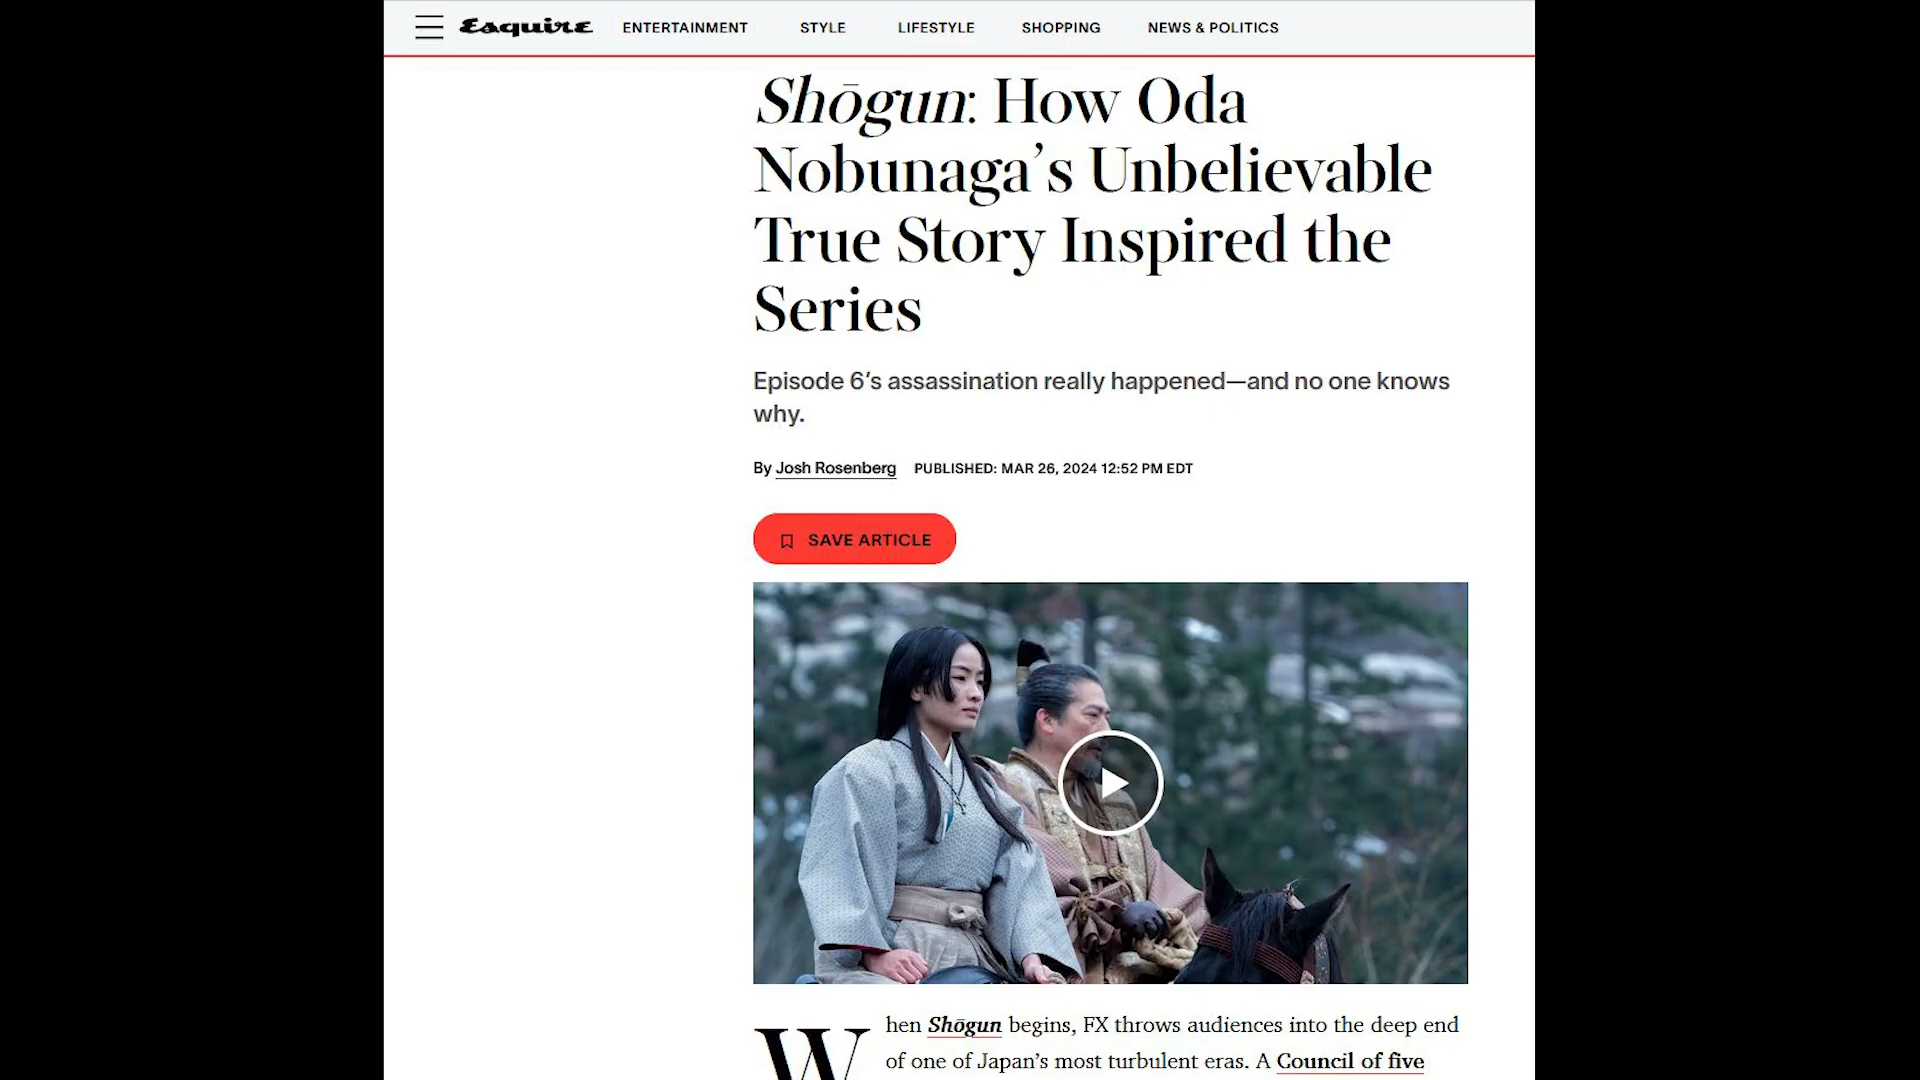 Esquire ENTERTAINMENT STYLE LIFESTYLE SHOPPING NEWS & POLITICS
Shōgun: How Oda
Nobunaga’s Unbelievable
True Story Inspired the
Series
Episode 6’s assassination really happened—and no one knows
why.
By Josh Rosenberg PUBLISHED: MAR 26, 2024 12:52 PM EDT
SAVE ARTICLE
When Shōgun begins, FX throws audiences into the deep end
of one of Japan’s most turbulent eras. A Council of five